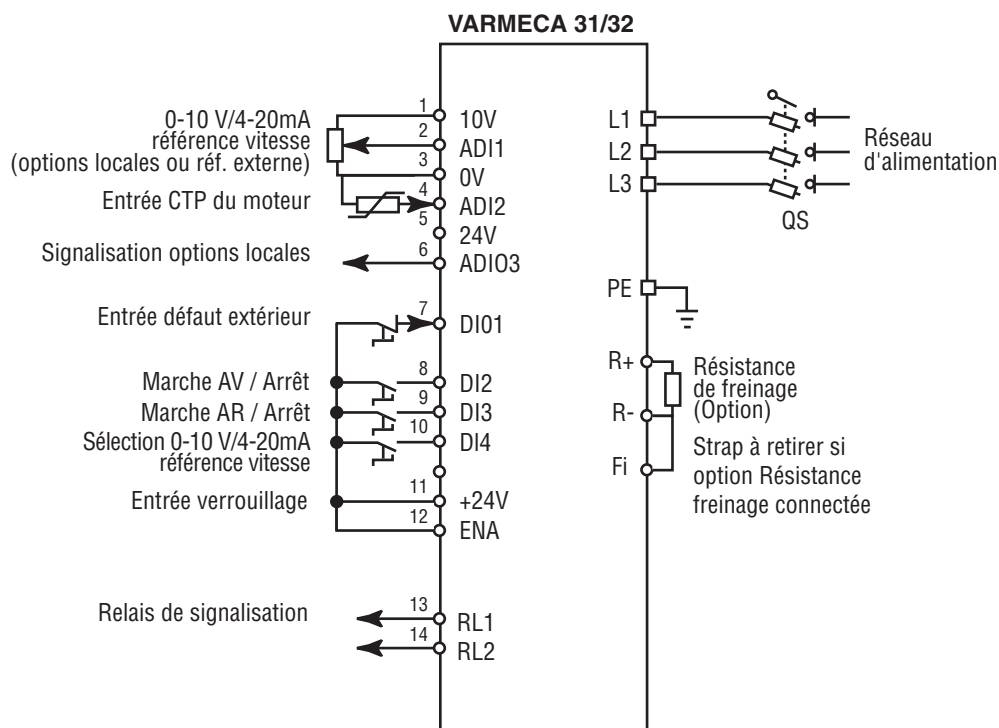 VARMECA 31/32
0-10 V/4-20mA
référence vitesse
(options locales ou réf. externe)
Entrée CTP du moteur
Signalisation options locales
Entrée défaut extérieur
Marche AV / Arrêt
Marche AR / Arrêt
Sélection 0-10 V/4-20mA
référence vitesse
Entrée verrouillage
Relais de signalisation
1 10V
2 ADI1
3 0V
4 ADI2
5 24V
6 ADIO3
7 DI01
8 DI2
9 DI3
10 DI4
11 +24V
12 ENA
13 RL1
14 RL2
L1
L2
L3
QS
Réseau
d'alimentation
PE
R+
R-
Fi
Résistance
de freinage
(Option)
Strap à retirer si
option Résistance
freinage connectée